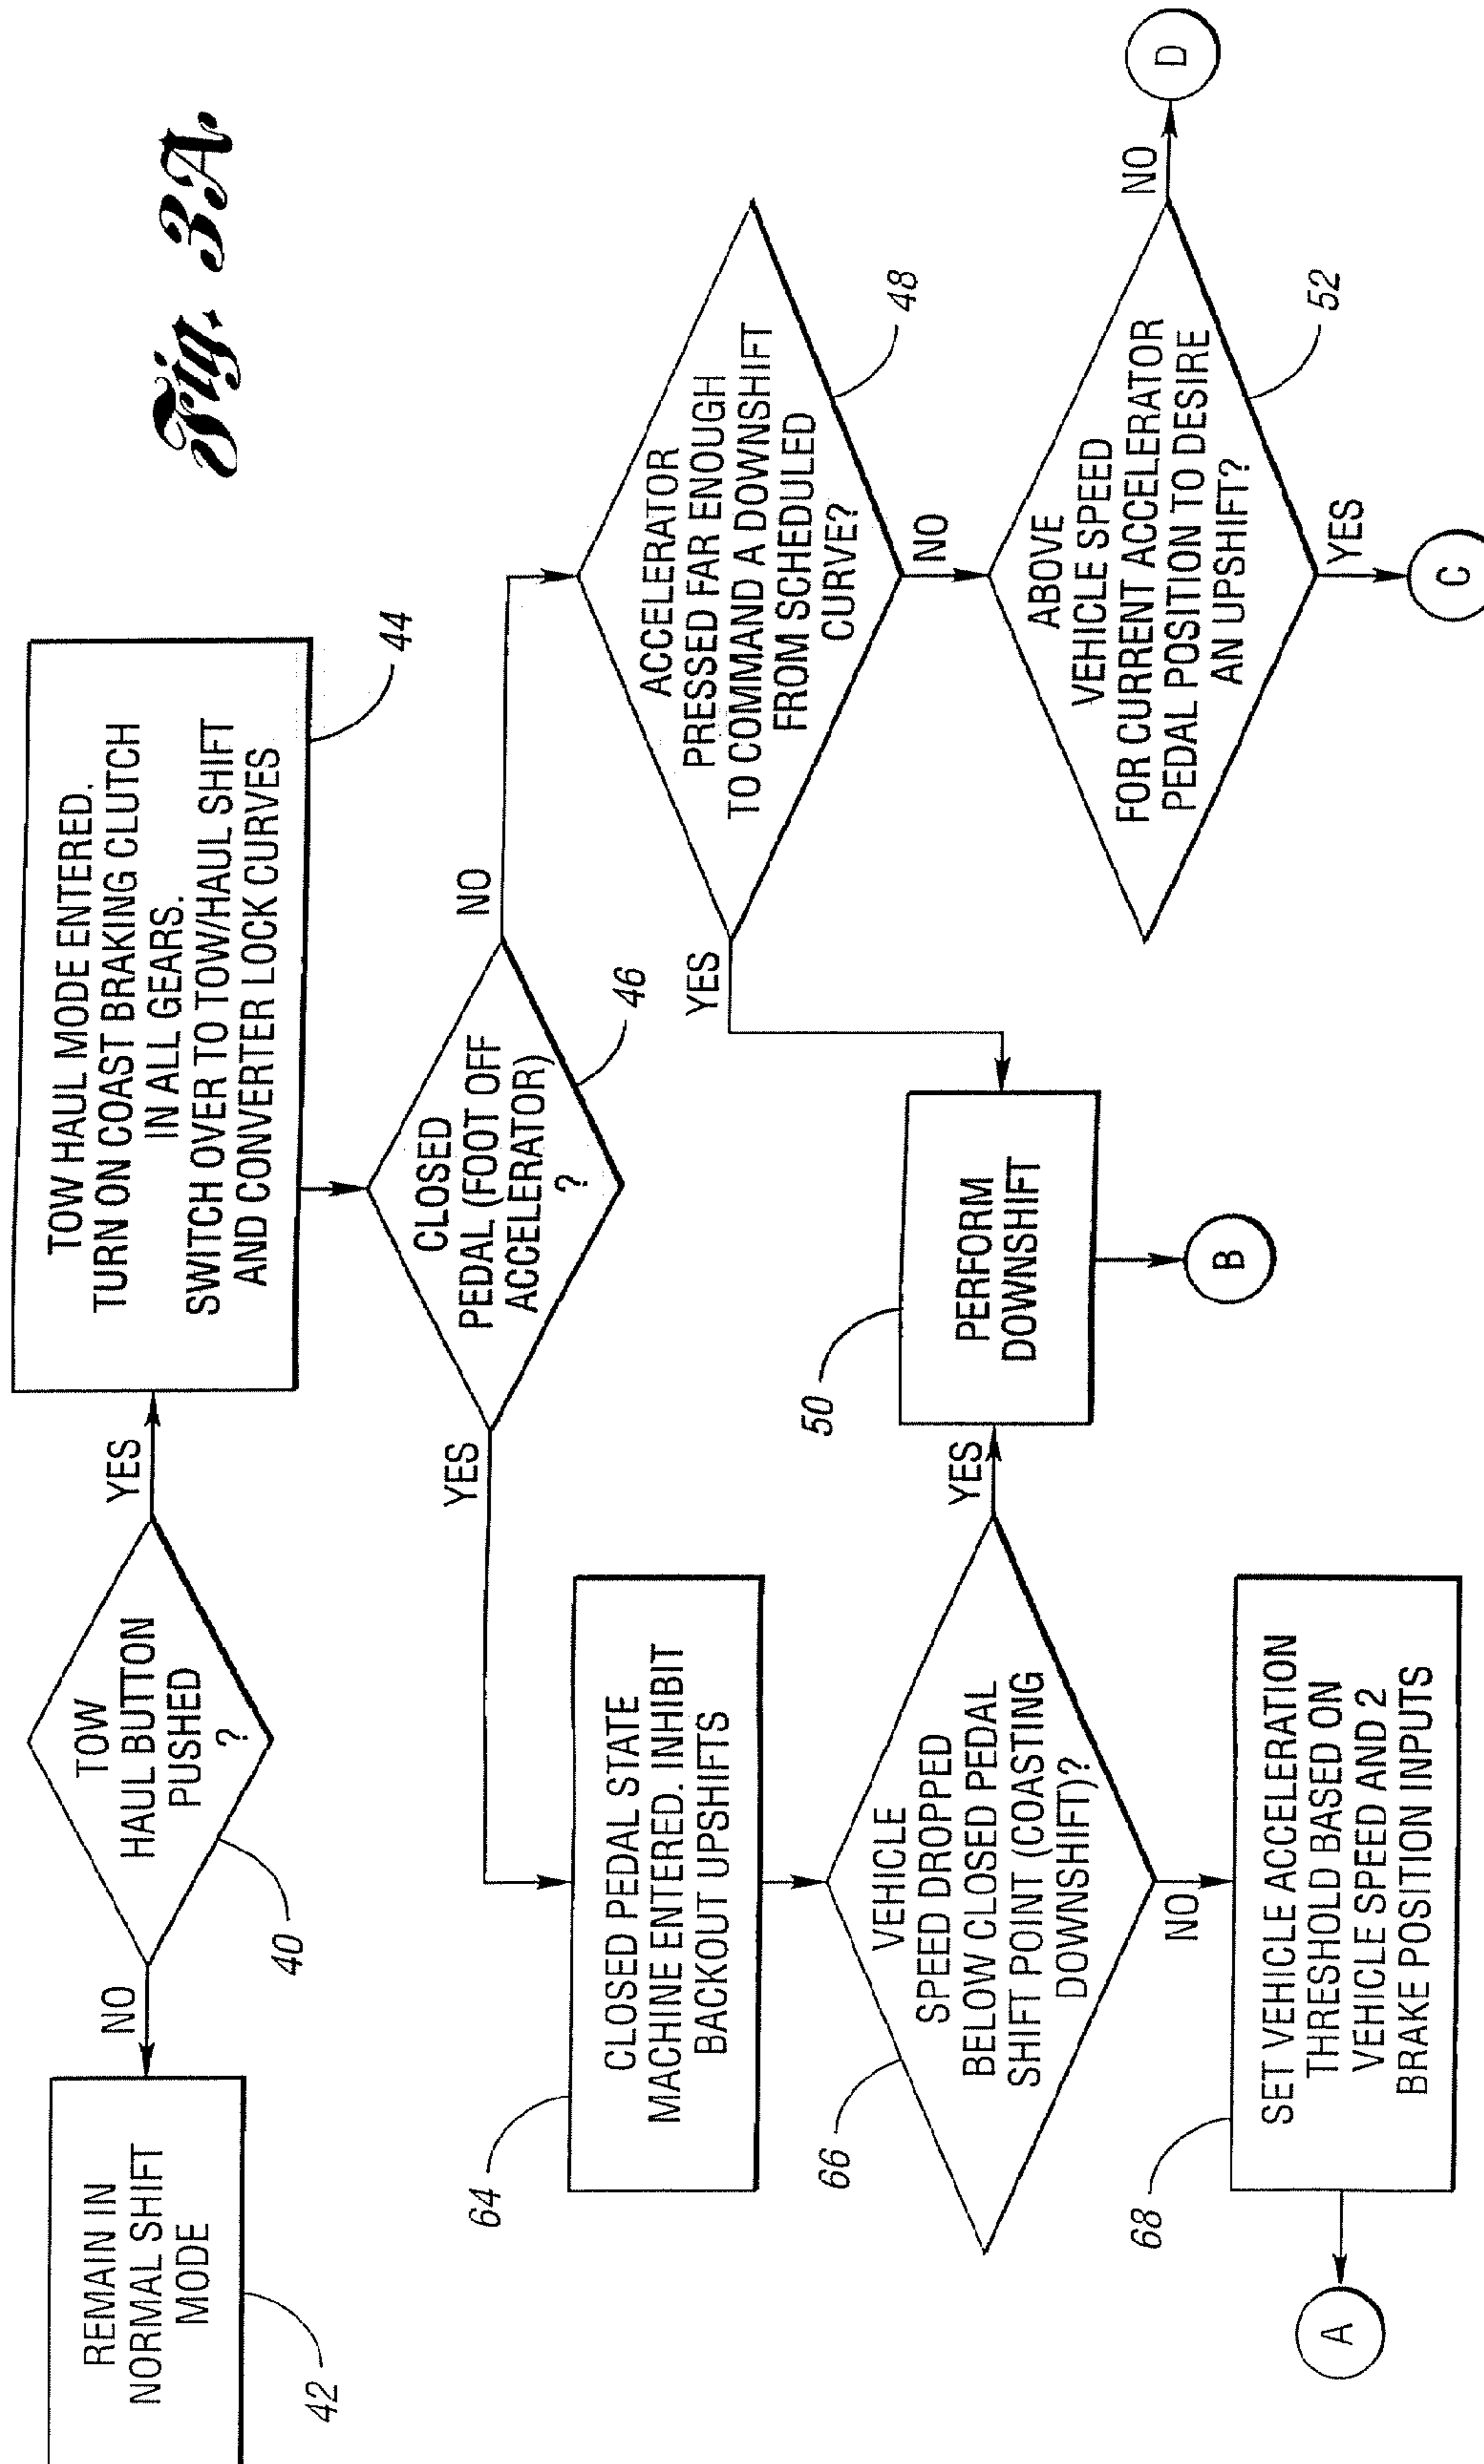 Fig. 3A
REMAIN IN
NORMAL SHIFT
MODE
42
NO
TOW
HAUL BUTTON
PUSHED
?
40
YES
TOW HAUL MODE ENTERED.
TURN ON COAST BRAKING CLUTCH
IN ALL GEARS.
SWITCH OVER TO TOW/HAUL SHIFT
AND CONVERTER LOCK CURVES
44
CLOSED
PEDAL (FOOT OFF
ACCELERATOR)
?
46
YES
NO
CLOSED PEDAL STATE
MACHINE ENTERED. INHIBIT
BACKOUT UPSHIFTS
64
ACCELERATOR
PRESSED FAR ENOUGH
TO COMMAND A DOWNSHIFT
FROM SCHEDULED
CURVE?
48
YES
NO
VEHICLE
SPEED DROPPED
BELOW CLOSED PEDAL
SHIFT POINT (COASTING
DOWNSHIFT)?
66
YES
NO
PERFORM
DOWNSHIFT
50
B
ABOVE
VEHICLE SPEED
FOR CURRENT ACCELERATOR
PEDAL POSITION TO DESIRE
AN UPSHIFT?
52
NO
D
YES
C
SET VEHICLE ACCELERATION
THRESHOLD BASED ON
VEHICLE SPEED AND 2
BRAKE POSITION INPUTS
68
A